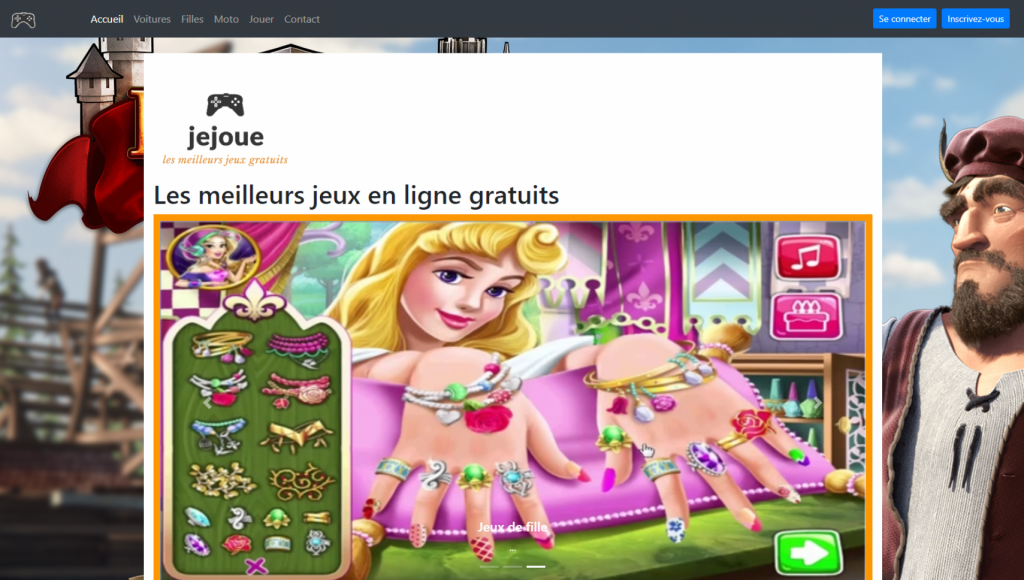 Accueil Voitures Filles Moto Jouer Contact Se connecter Inscrivez-vous
jejoue
les meilleurs jeux gratuits
Les meilleurs jeux en ligne gratuits
Jeux de fille
...